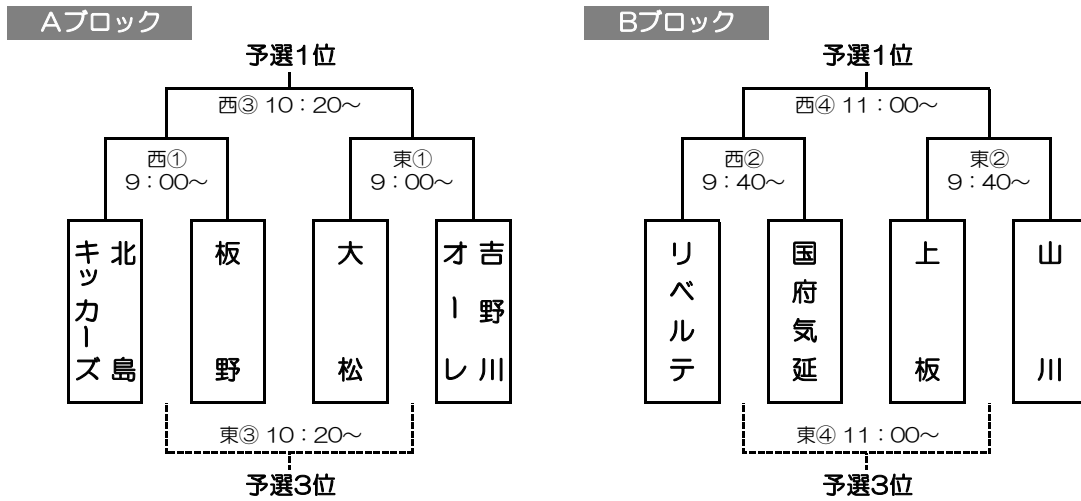 Aブロック
予選1位
西③ 10：20～
西①
9：00～
東①
9：00～
北島
キッカーズ
板野
大松
吉野川
オーレ
東③ 10：20～
予選3位
Bブロック
予選1位
西④ 11：00～
西②
9：40～
東②
9：40～
リベルテ
国府気延
上板
山川
東④ 11：00～
予選3位